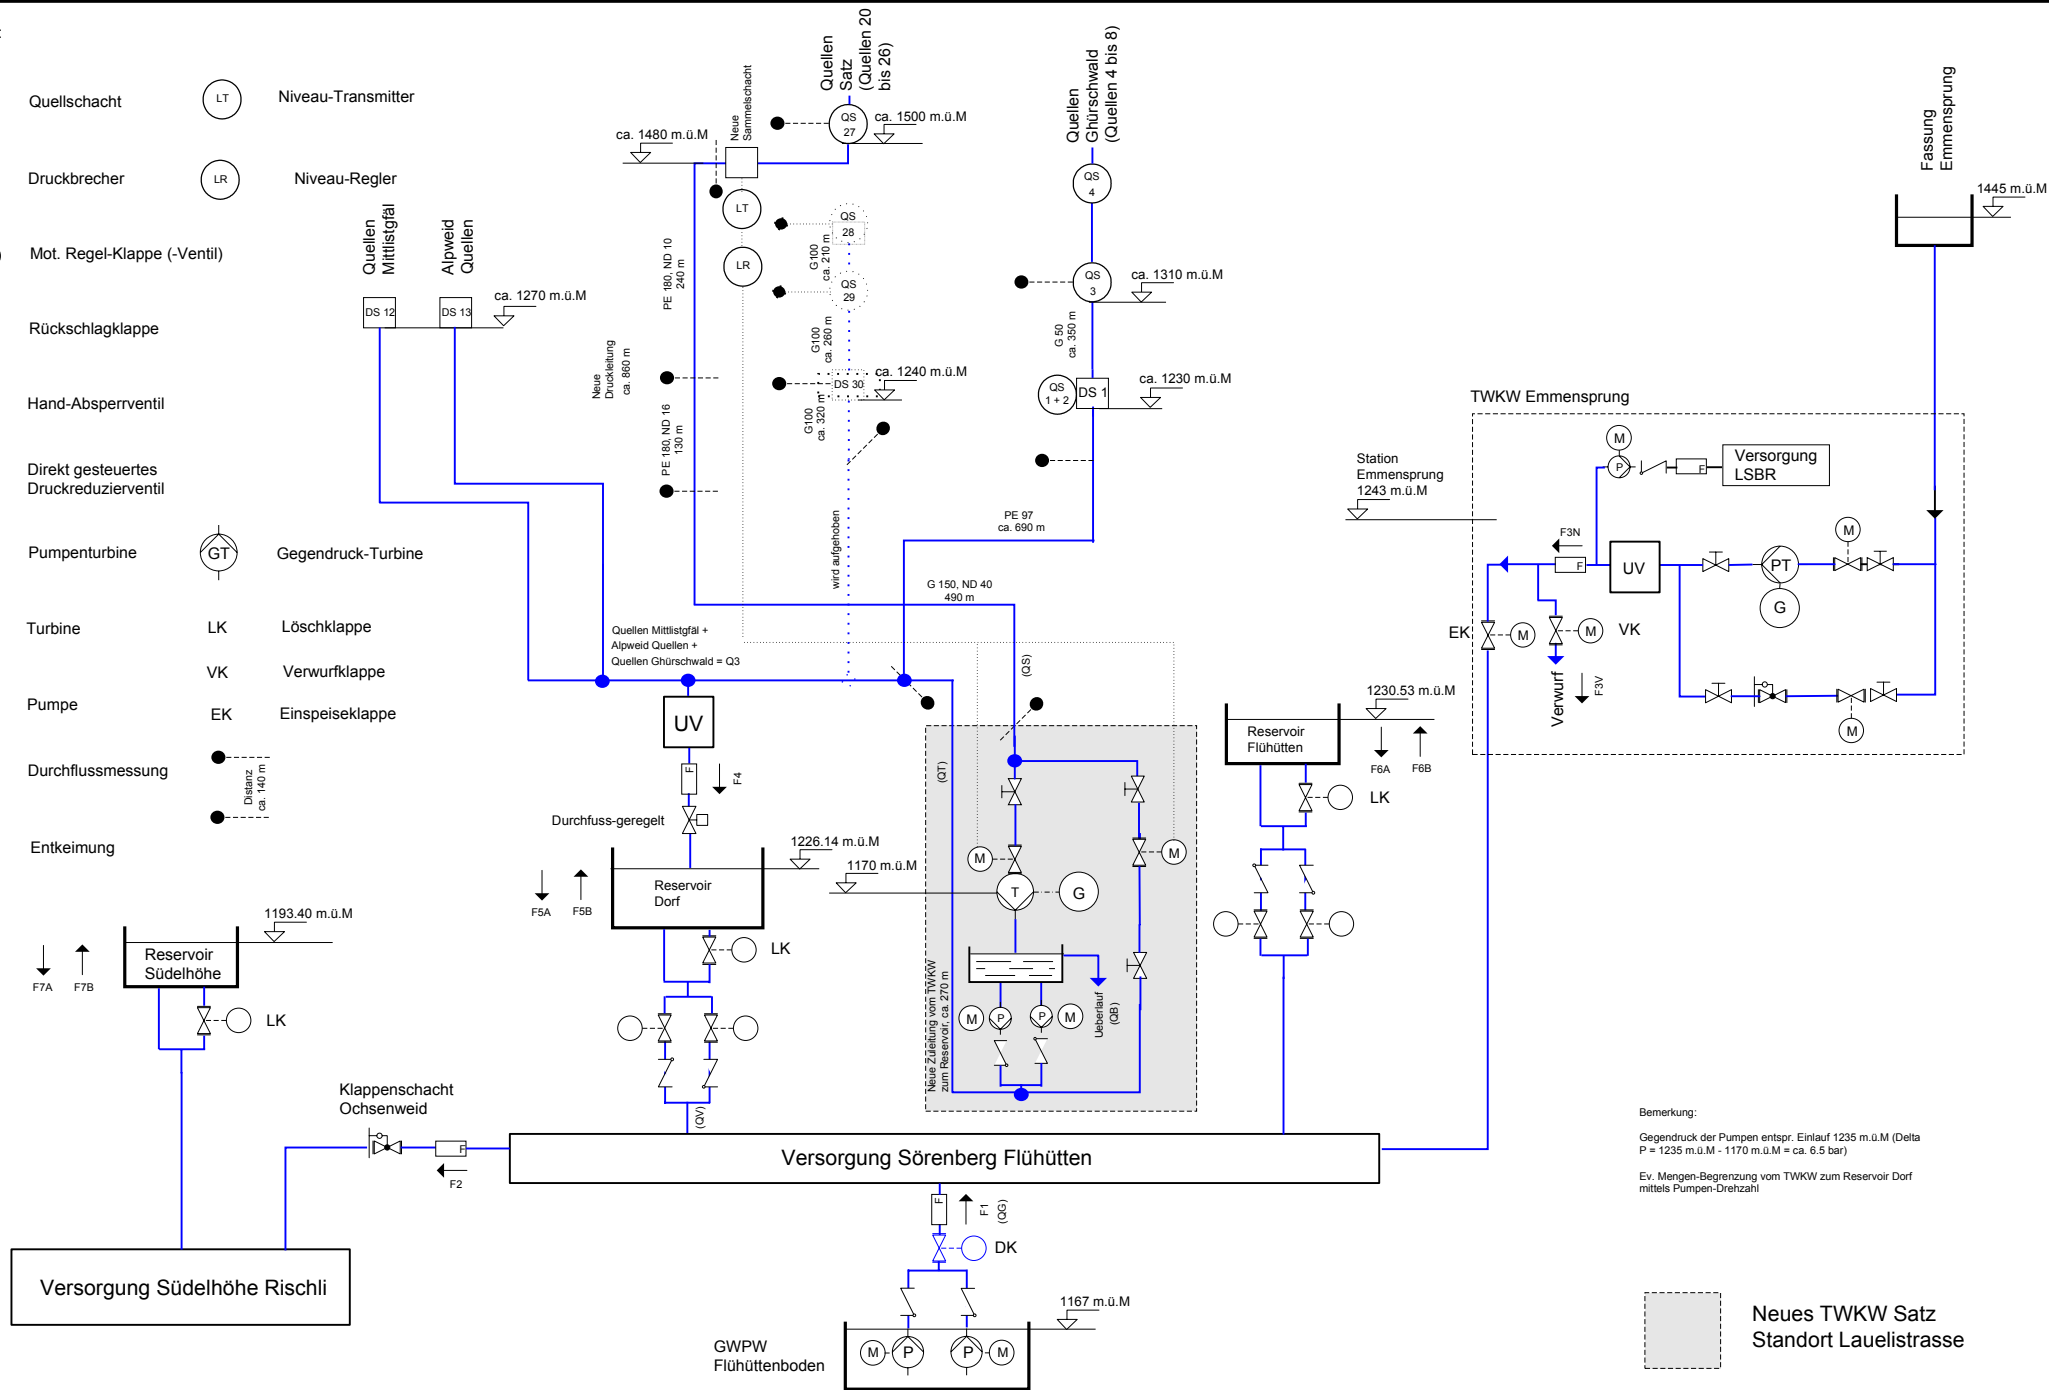 Quellschacht
LT
Niveau-Transmitter
Druckbrecher
LR
Niveau-Regler
Mot. Regel-Klappe (-Ventil)
Rückschlagklappe
Hand-Absperrventil
Direkt gesteuertes
Druckreduzierventil
Pumpenturbine
GT
Gegendruck-Turbine
Turbine
LK
Löschklappe
VK
Verwurfklappe
Pumpe
EK
Einspeiseklappe
Durchflussmessung
Distanz
ca. 140 m
Entkeimung
Quellen
Mittlistgfäl
Alpweid
Quellen
DS 12
DS 13
ca. 1270 m.ü.M
ca. 1480 m.ü.M
Neue
Sammelschacht
Quellen
Satz
(Quellen 20
bis 26)
QS
27
ca. 1500 m.ü.M
LT
LR
QS
28
QS
29
G100
ca. 210 m
G100
ca. 260 m
G100
ca. 320 m
DS 30
ca. 1240 m.ü.M
PE 180, ND 10
240 m
Neue
Druckleitung
ca. 860 m
PE 180, ND 16
130 m
wird aufgehoben
Quellen
Ghürschwald
(Quellen 4 bis 8)
QS
4
QS
3
ca. 1310 m.ü.M
G 50
ca. 350 m
QS
1 + 2
DS 1
ca. 1230 m.ü.M
PE 97
ca. 690 m
G 150, ND 40
490 m
Quellen Mittlistgfäl +
Alpweid Quellen +
Quellen Ghürschwald = Q3
(QS)
(QT)
UV
F
F4
Durchfuss-geregelt
1226.14 m.ü.M
1170 m.ü.M
Reservoir
Dorf
F5A
F5B
LK
(QV)
M
M
T
G
Neue Zuleitung vom TWKW
zum Reservoir, ca. 270 m
M
P
P
M
Ueberlauf
(QB)
Reservoir
Flühütten
1230.53 m.ü.M
F6A
F6B
LK
Fassung
Emmensprung
1445 m.ü.M
TWKW Emmensprung
Station
Emmensprung
1243 m.ü.M
M
P
F
Versorgung
LSBR
F3N
F
UV
PT
G
M
EK
M
M
VK
Verwurf
F3V
M
1193.40 m.ü.M
Reservoir
Südelhöhe
F7A
F7B
LK
Klappenschacht
Ochsenweid
F
F2
Versorgung Sörenberg Flühütten
Versorgung Südelhöhe Rischli
F
F1
(QG)
DK
GWPW
Flühüttenboden
M
P
P
M
1167 m.ü.M
Bemerkung:
Gegendruck der Pumpen entspr. Einlauf 1235 m.ü.M (Delta
P = 1235 m.ü.M - 1170 m.ü.M = ca. 6.5 bar)
Ev. Mengen-Begrenzung vom TWKW zum Reservoir Dorf
mittels Pumpen-Drehzahl
Neues TWKW Satz
Standort Lauelistrasse